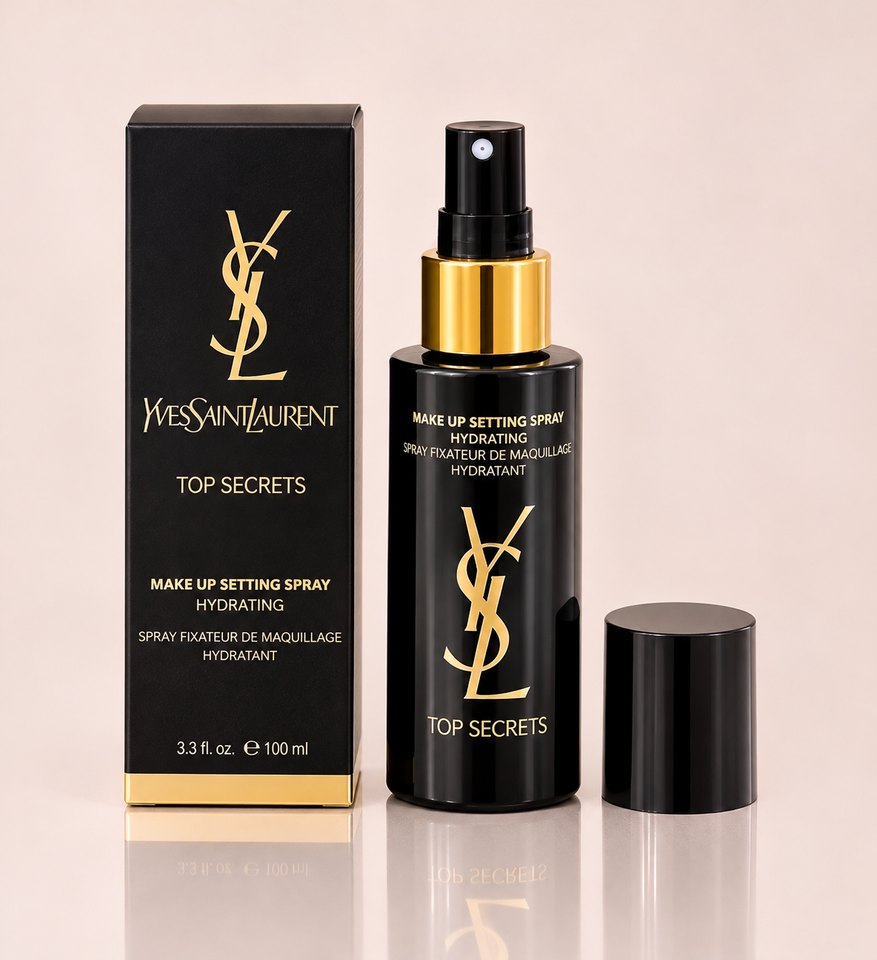 YSL
YVESSAINTLAURENT
TOP SECRETS
MAKE UP SETTING SPRAY
HYDRATING
SPRAY FIXATEUR DE MAQUILLAGE
HYDRATANT
3.3 fl. oz. ℮ 100 ml
MAKE UP SETTING SPRAY
HYDRATING
SPRAY FIXATEUR DE MAQUILLAGE
HYDRATANT
YSL
TOP SECRETS